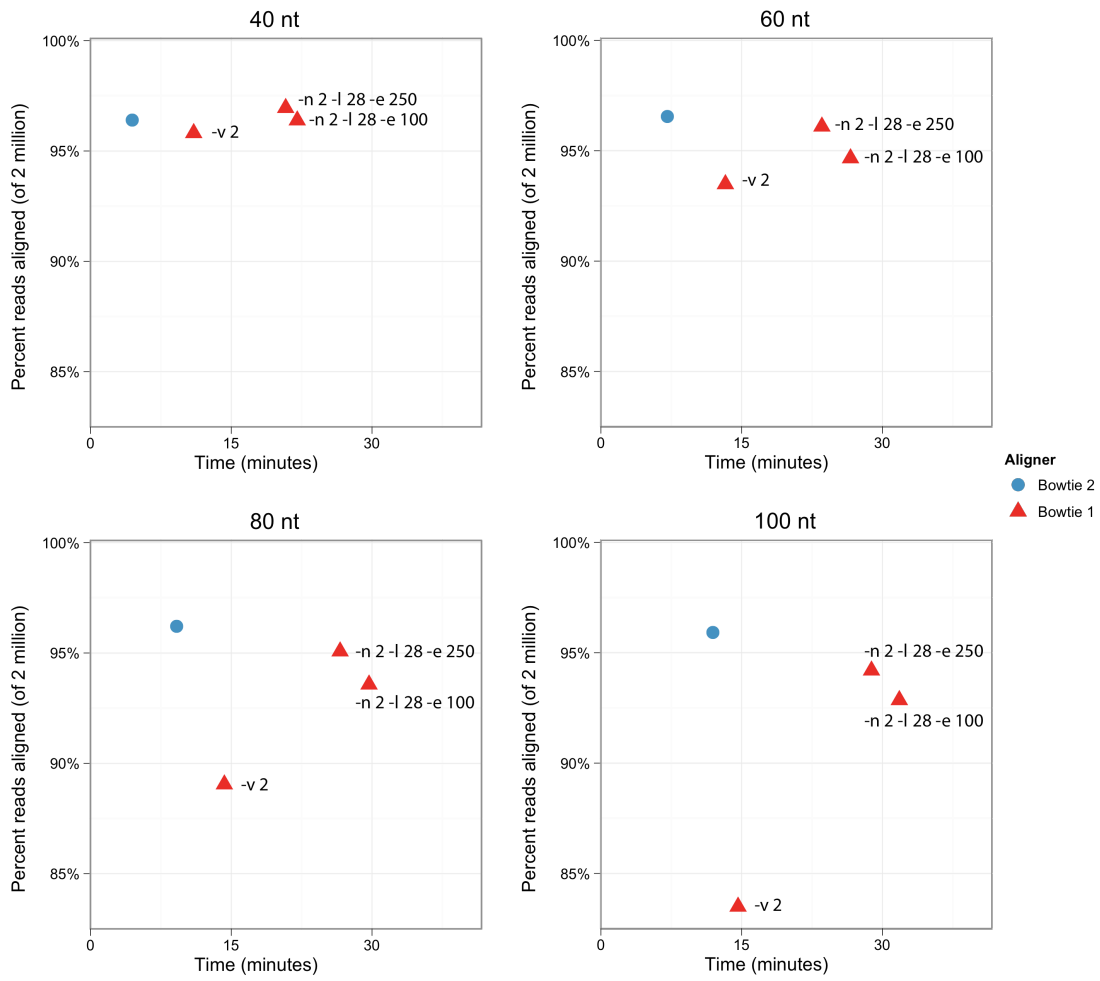 40 nt
Percent reads aligned (of 2 million)
100%
95%
90%
85%
-n 2 -l 28 -e 250
-n 2 -l 28 -e 100
-v 2
0 15 30
Time (minutes)
60 nt
Percent reads aligned (of 2 million)
100%
95%
90%
85%
-n 2 -l 28 -e 250
-n 2 -l 28 -e 100
-v 2
0 15 30
Time (minutes)
Aligner
Bowtie 2
Bowtie 1
80 nt
Percent reads aligned (of 2 million)
100%
95%
90%
85%
-n 2 -l 28 -e 250
-n 2 -l 28 -e 100
-v 2
0 15 30
Time (minutes)
100 nt
Percent reads aligned (of 2 million)
100%
95%
90%
85%
-n 2 -l 28 -e 250
-n 2 -l 28 -e 100
-v 2
0 15 30
Time (minutes)